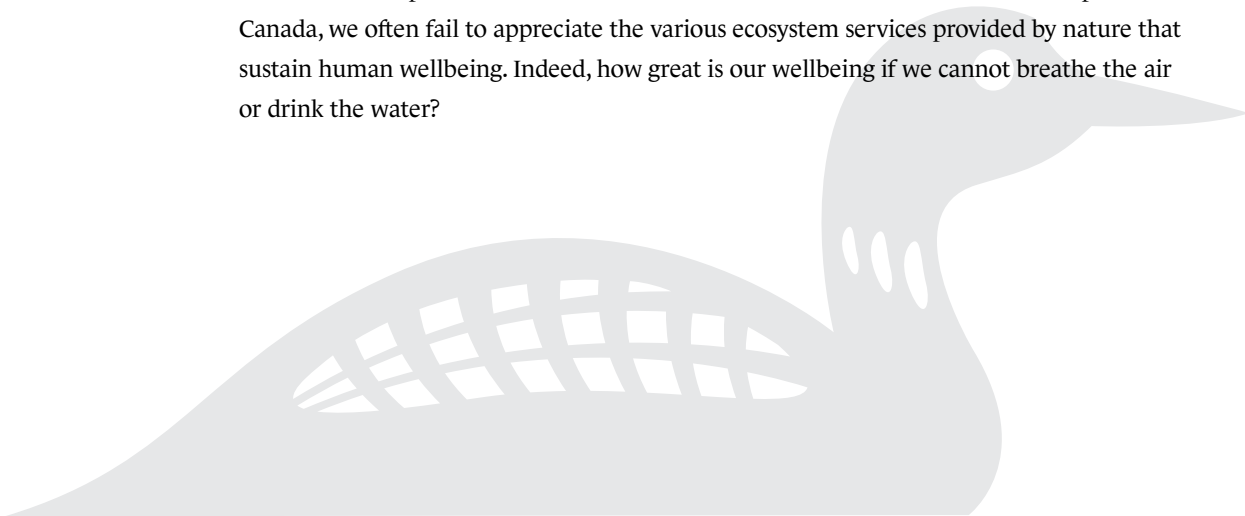 Canada, we often fail to appreciate the various ecosystem services provided by nature that
sustain human wellbeing. Indeed, how great is our wellbeing if we cannot breathe the air
or drink the water?